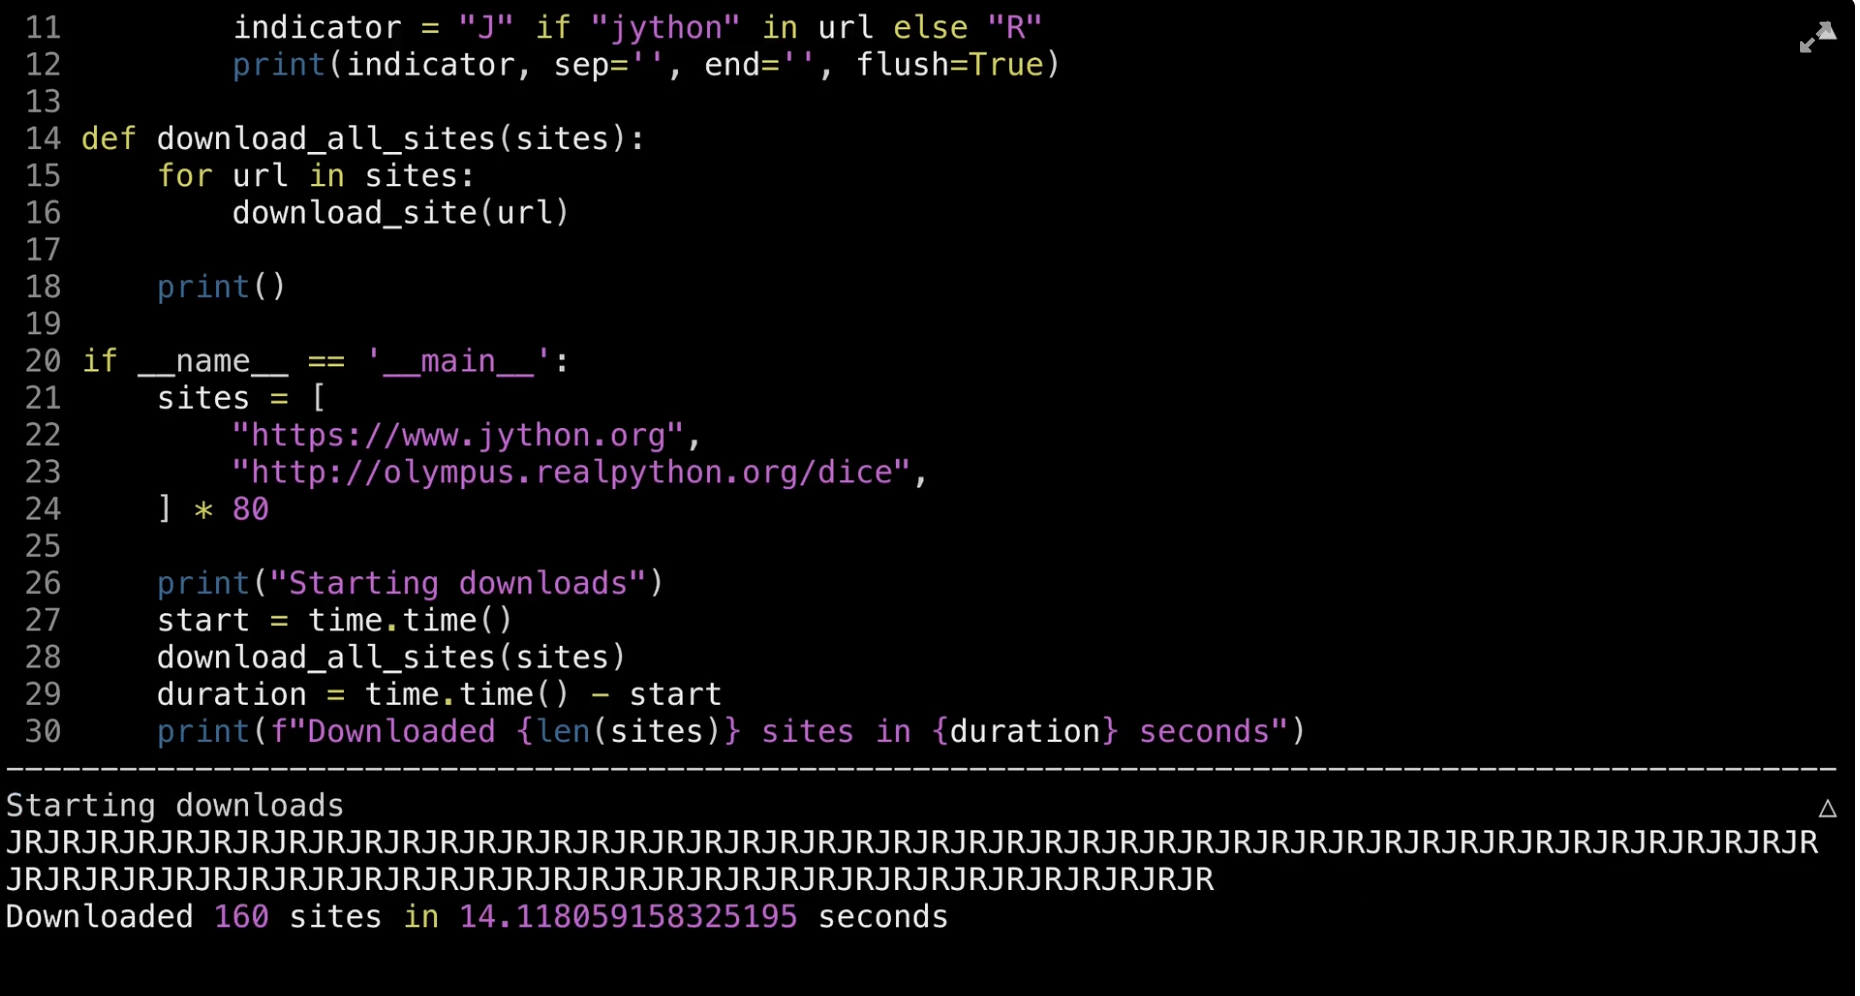 11         indicator = "J" if "jython" in url else "R"
12         print(indicator, sep='', end='', flush=True)
13
14 def download_all_sites(sites):
15     for url in sites:
16         download_site(url)
17
18     print()
19
20 if __name__ == '__main__':
21     sites = [
22         "https://www.jython.org",
23         "http://olympus.realpython.org/dice",
24     ] * 80
25
26     print("Starting downloads")
27     start = time.time()
28     download_all_sites(sites)
29     duration = time.time() - start
30     print(f"Downloaded {len(sites)} sites in {duration} seconds")
Starting downloads
JRJRJRJRJRJRJRJRJRJRJRJRJRJRJRJRJRJRJRJRJRJRJRJRJRJRJRJRJRJRJRJRJRJRJRJRJRJRJRJRJRJRJRJRJRJRJRJR
JRJRJRJRJRJRJRJRJRJRJRJRJRJRJRJRJRJRJRJRJRJRJRJRJRJRJRJRJRJRJRJR
Downloaded 160 sites in 14.118059158325195 seconds